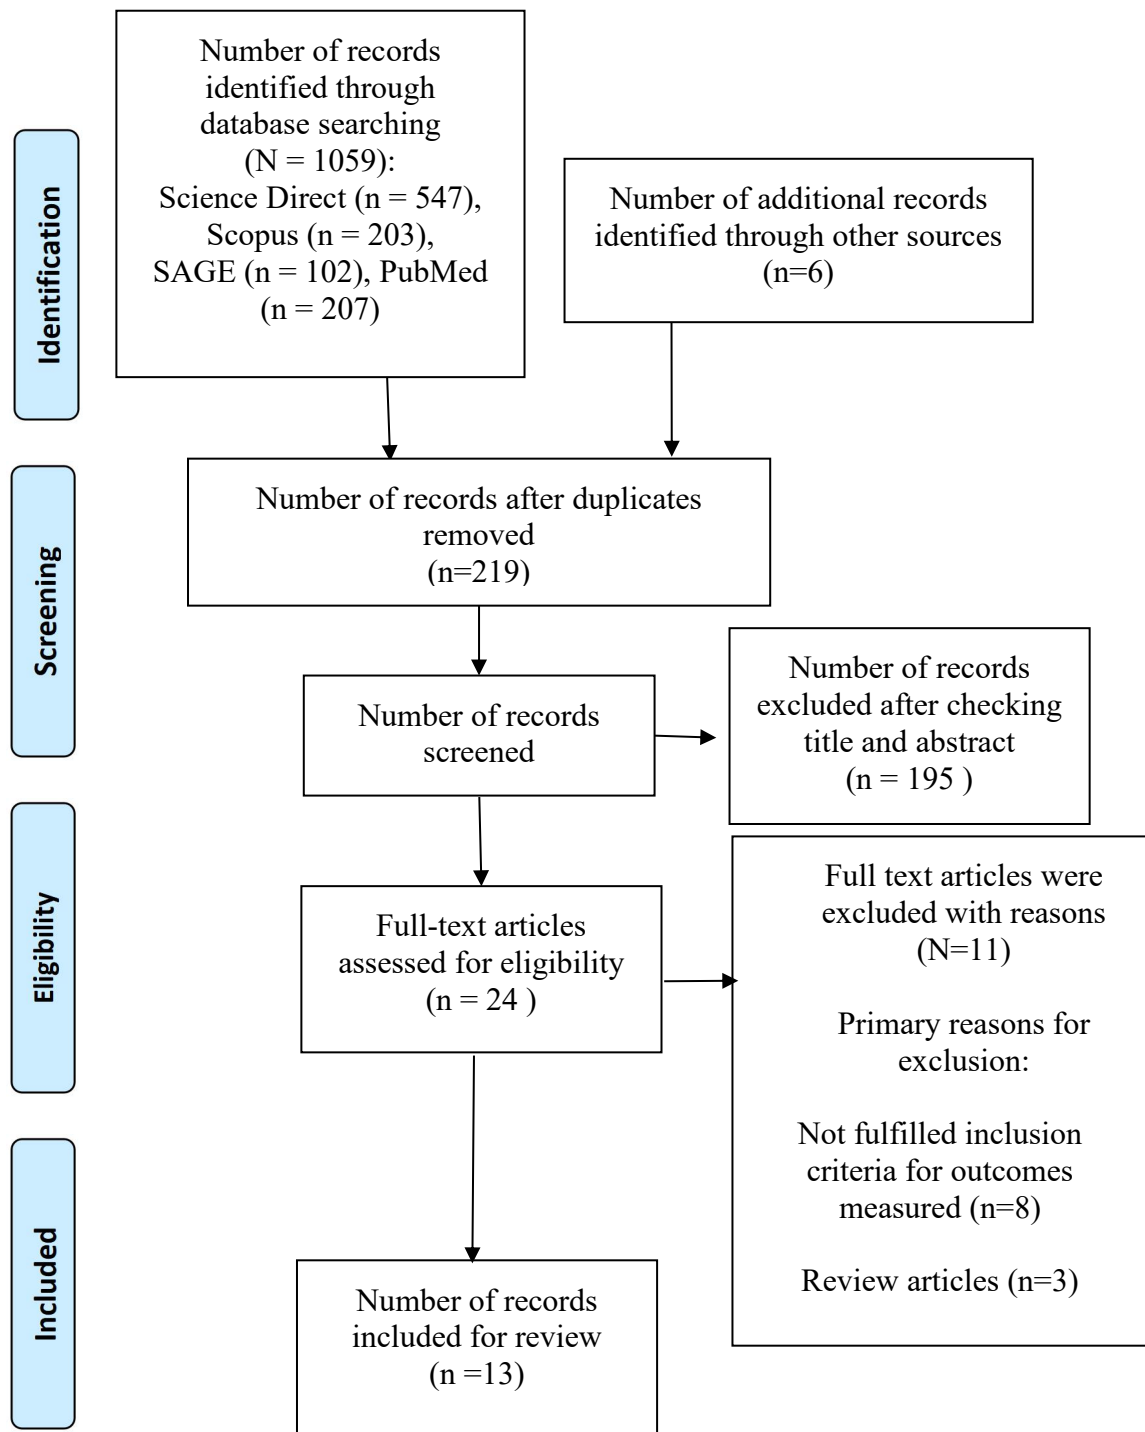 Identification
Number of records
identified through
database searching
(N = 1059):
Science Direct (n = 547),
Scopus (n = 203),
SAGE (n = 102), PubMed
(n = 207)
Number of additional records
identified through other sources
(n=6)
Screening
Number of records after duplicates
removed
(n=219)
Number of records
screened
Number of records
excluded after checking
title and abstract
(n = 195 )
Eligibility
Full-text articles
assessed for eligibility
(n = 24 )
Full text articles were
excluded with reasons
(N=11)
Primary reasons for
exclusion:
Not fulfilled inclusion
criteria for outcomes
measured (n=8)
Review articles (n=3)
Included
Number of records
included for review
(n =13)